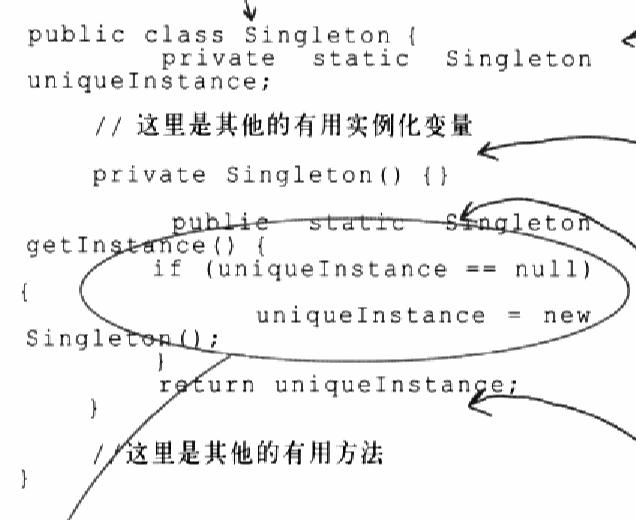 public class Singleton {
private static Singleton
uniqueInstance;
// 这里是其他的有用实例化变量
private Singleton() {}
public static Singleton
getInstance() {
if (uniqueInstance == null)
{
uniqueInstance = new
Singleton();
}
return uniqueInstance;
}
//这里是其他的有用方法
}